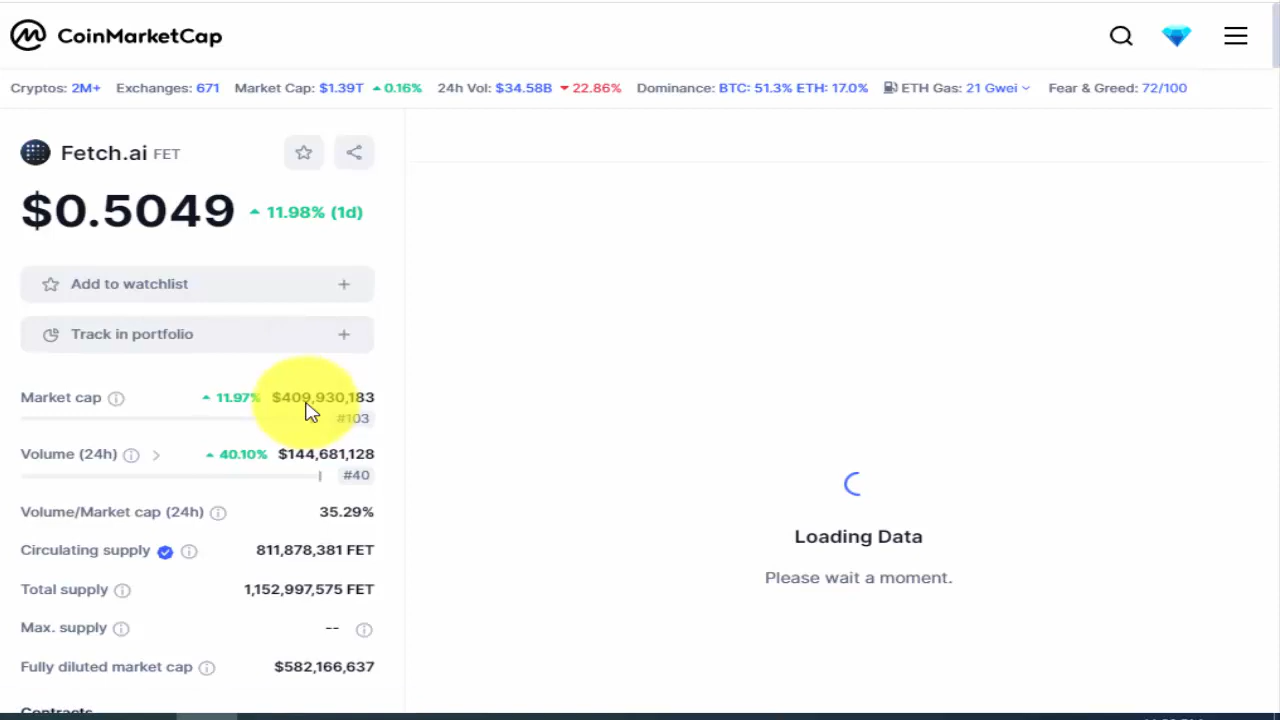 CoinMarketCap
Cryptos: 2M+ Exchanges: 671 Market Cap: $1.39T 0.16% 24h Vol: $34.58B 22.86% Dominance: BTC: 51.3% ETH: 17.0% ETH Gas: 21 Gwei Fear & Greed: 72/100
Fetch.ai FET
$0.5049 11.98% (1d)
Add to watchlist +
Track in portfolio +
Market cap 11.97% $409,930,183
#103
Volume (24h) 40.10% $144,681,128
#40
Volume/Market cap (24h) 35.29%
Circulating supply 811,878,381 FET
Total supply 1,152,997,575 FET
Max. supply --
Fully diluted market cap $582,166,637
Contracts
Loading Data
Please wait a moment.